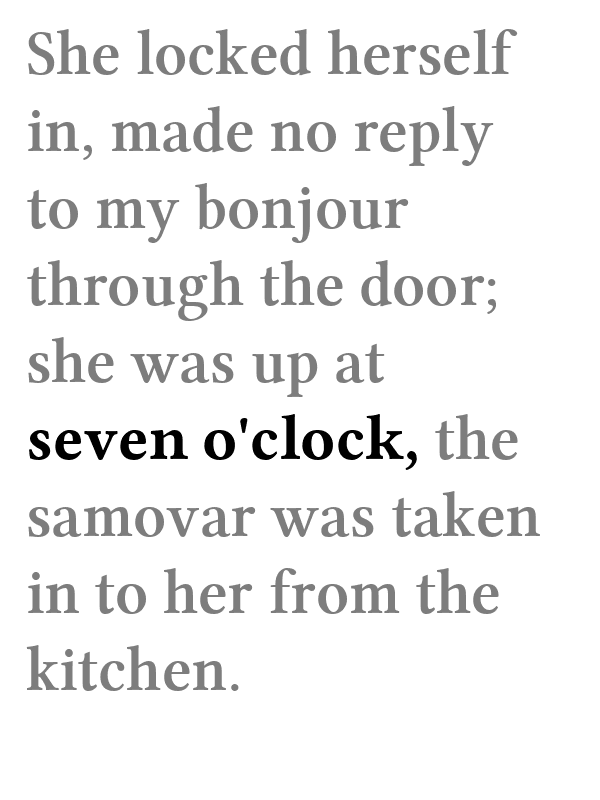 She locked herself
in, made no reply
to my bonjour
through the door;
she was up at
seven o'clock, the
samovar was taken
in to her from the
kitchen.